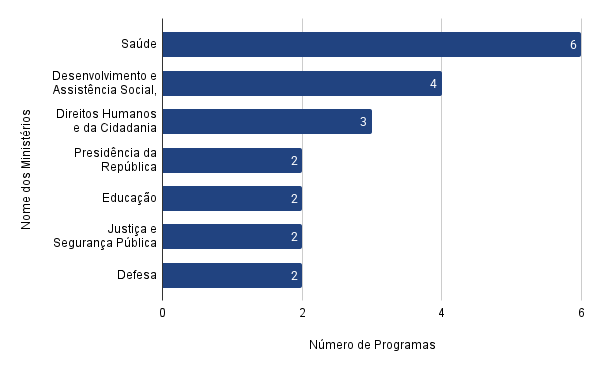 Nome dos Ministérios
Saúde
6
Desenvolvimento e
Assistência Social,
4
Direitos Humanos
e da Cidadania
3
Presidência da
República
2
Educação
2
Justiça e
Segurança Pública
2
Defesa
2
0
2
4
6
Número de Programas